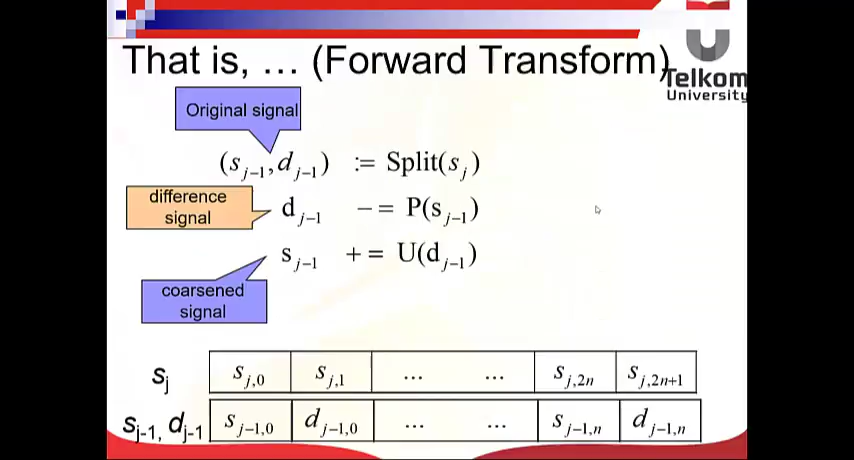 That is, … (Forward Transform)
Telkom
University
Original signal
(s_{j−1}, d_{j−1}) := Split(s_j)
difference
signal
d_{j−1} −= P(s_{j−1})
s_{j−1} += U(d_{j−1})
coarsened
signal
s_j s_{j,0} s_{j,1} … … s_{j,2n} s_{j,2n+1}
s_{j-1}, d_{j-1} s_{j−1,0} d_{j−1,0} … … s_{j−1,n} d_{j−1,n}